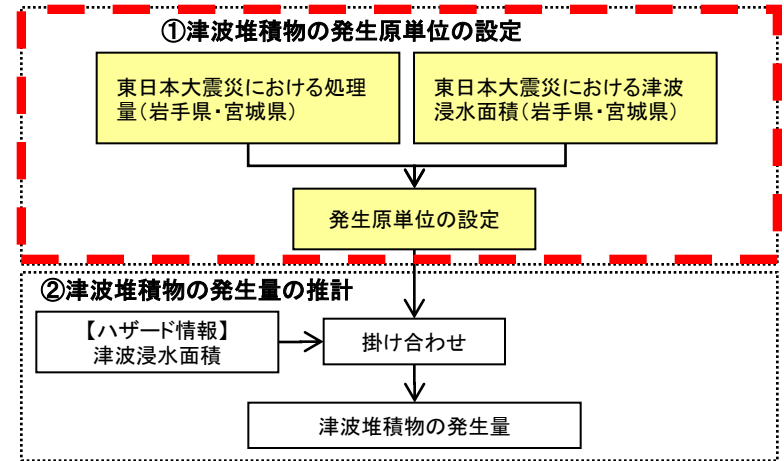 ①津波堆積物の発生原単位の設定
東日本大震災における処理
量(岩手県・宮城県)
東日本大震災における津波
浸水面積(岩手県・宮城県)
発生原単位の設定
②津波堆積物の発生量の推計
【ハザード情報】
津波浸水面積
掛け合わせ
津波堆積物の発生量